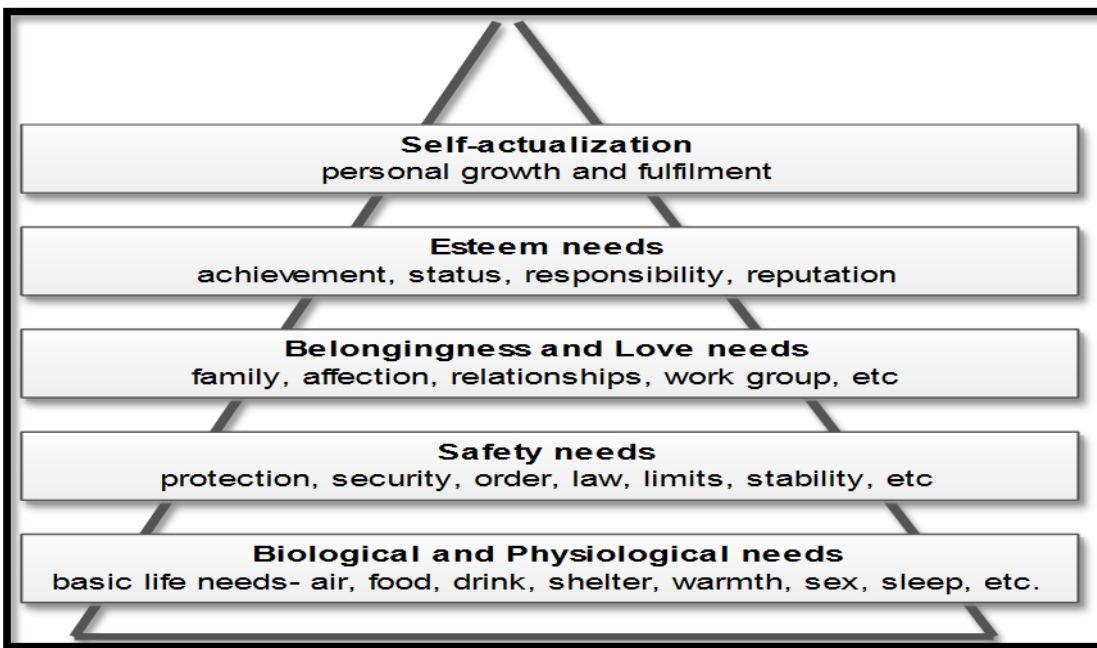 Self-actualization
personal growth and fulfilment
Esteem needs
achievement, status, responsibility, reputation
Belongingness and Love needs
family, affection, relationships, work group, etc
Safety needs
protection, security, order, law, limits, stability, etc
Biological and Physiological needs
basic life needs- air, food, drink, shelter, warmth, sex, sleep, etc.